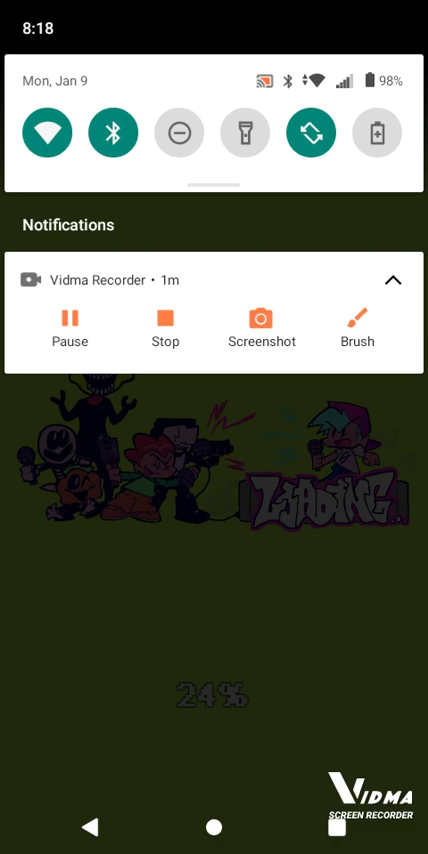 8:18
Mon, Jan 9
98%
Notifications
Vidma Recorder • 1m
Pause
Stop
Screenshot
Brush
LOADING...
24%
VIDMA
SCREEN RECORDER